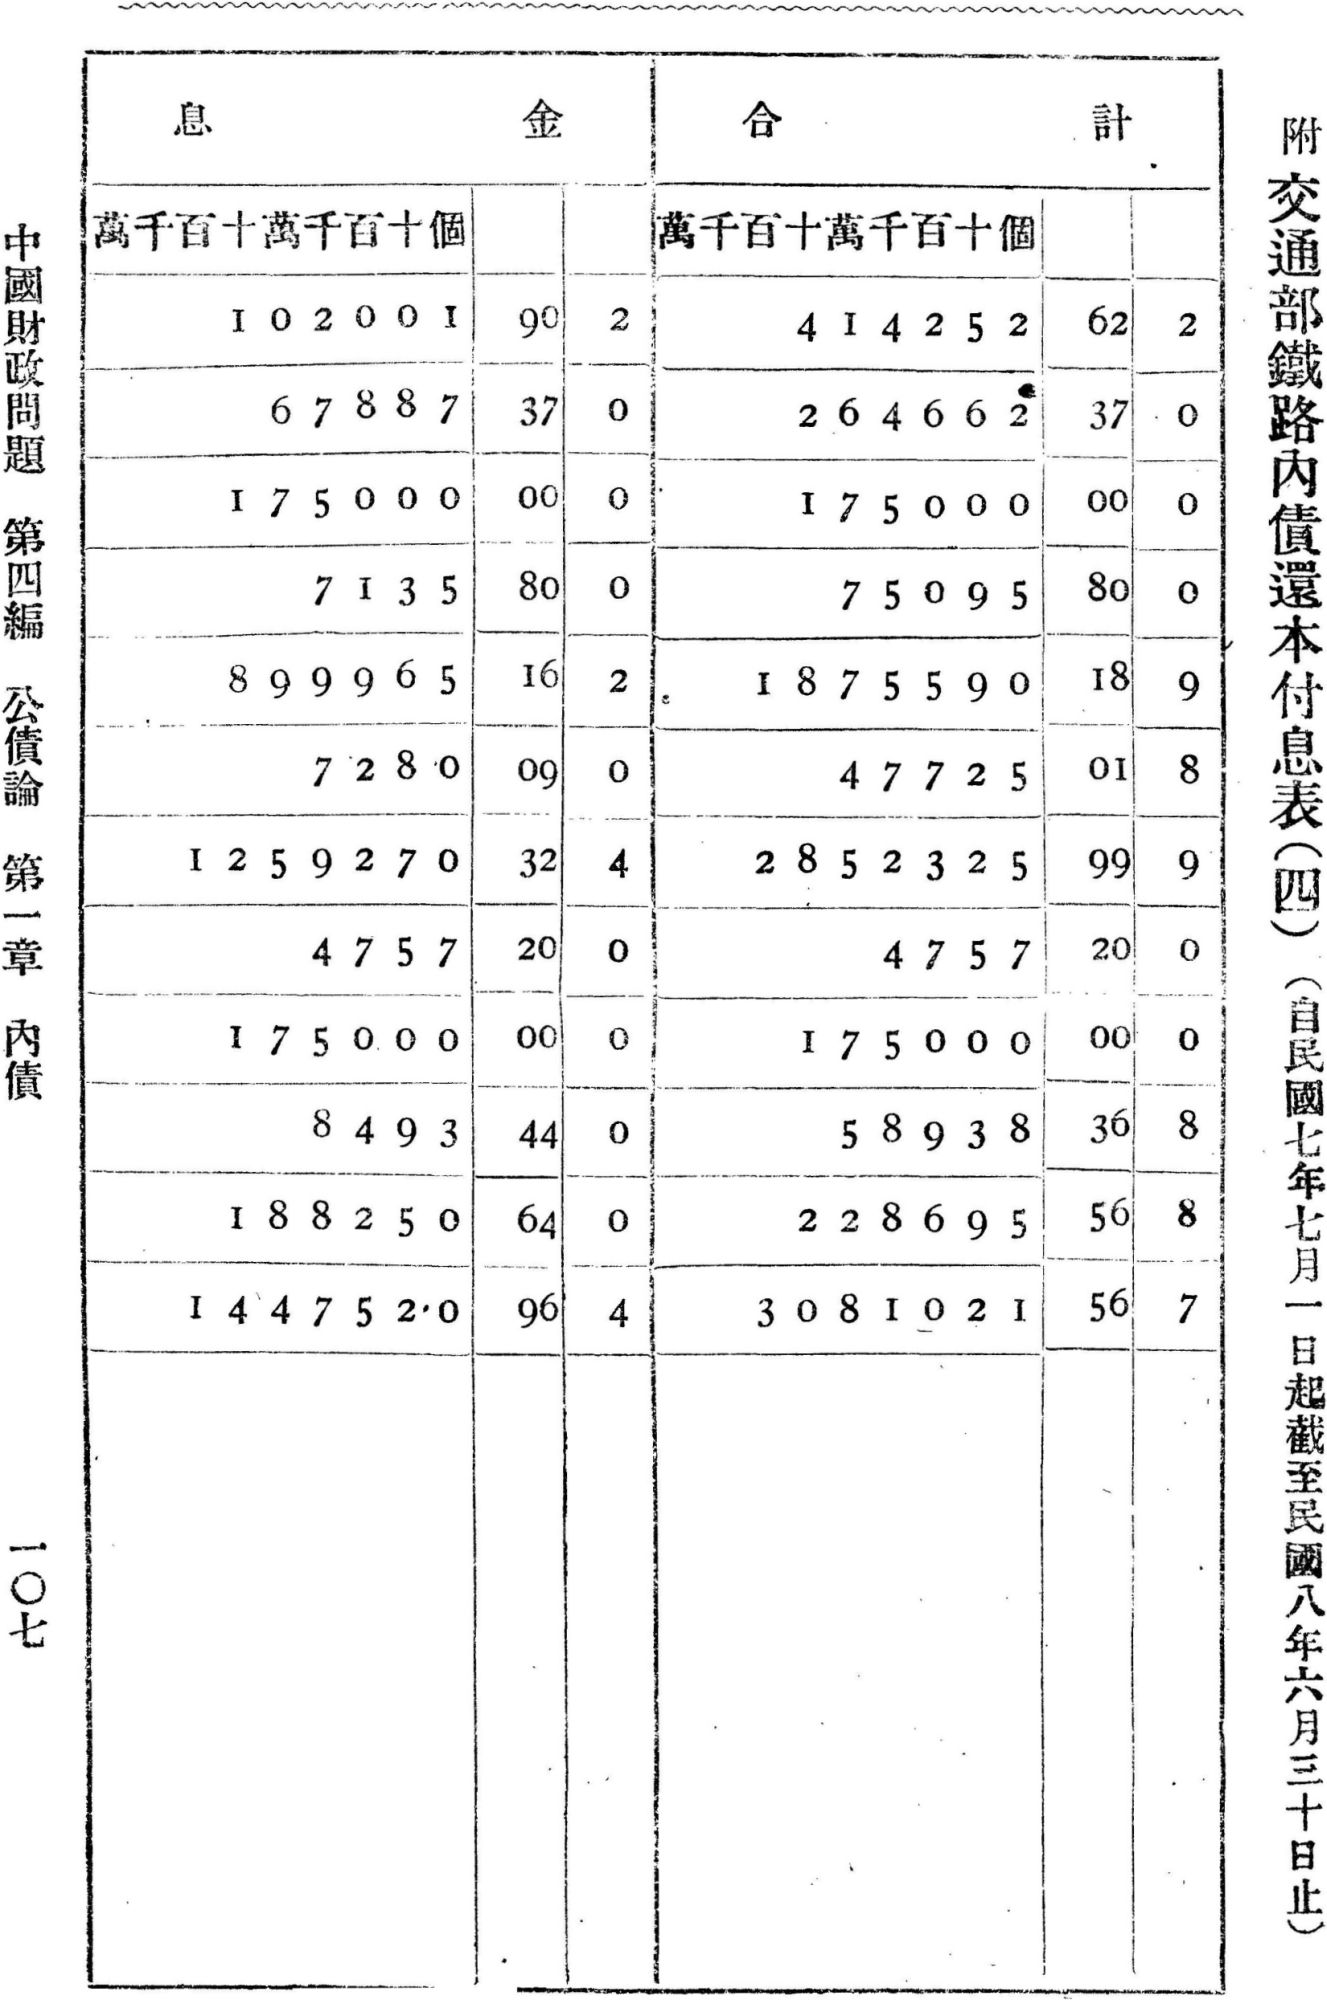 附 交通部鐵路內債還本付息表(四) (自民國七年七月一日起截至民國八年六月三十日止)
息 金 合 計
萬千百十萬千百十個 萬千百十萬千百十個
102001 90 2 414252 62 2
67887 37 0 264662 37 0
175000 00 0 175000 00 0
7135 80 0 75095 80 0
899965 16 2 1875590 18 9
7280 09 0 47725 01 8
1259270 32 4 2852325 99 9
4757 20 0 4757 20 0
175000 00 0 175000 00 0
8493 44 0 58938 36 8
188250 64 0 228695 56 8
1447520 96 4 3081021 56 7
中國財政問題 第四編 公債論 第一章 內債
一〇七